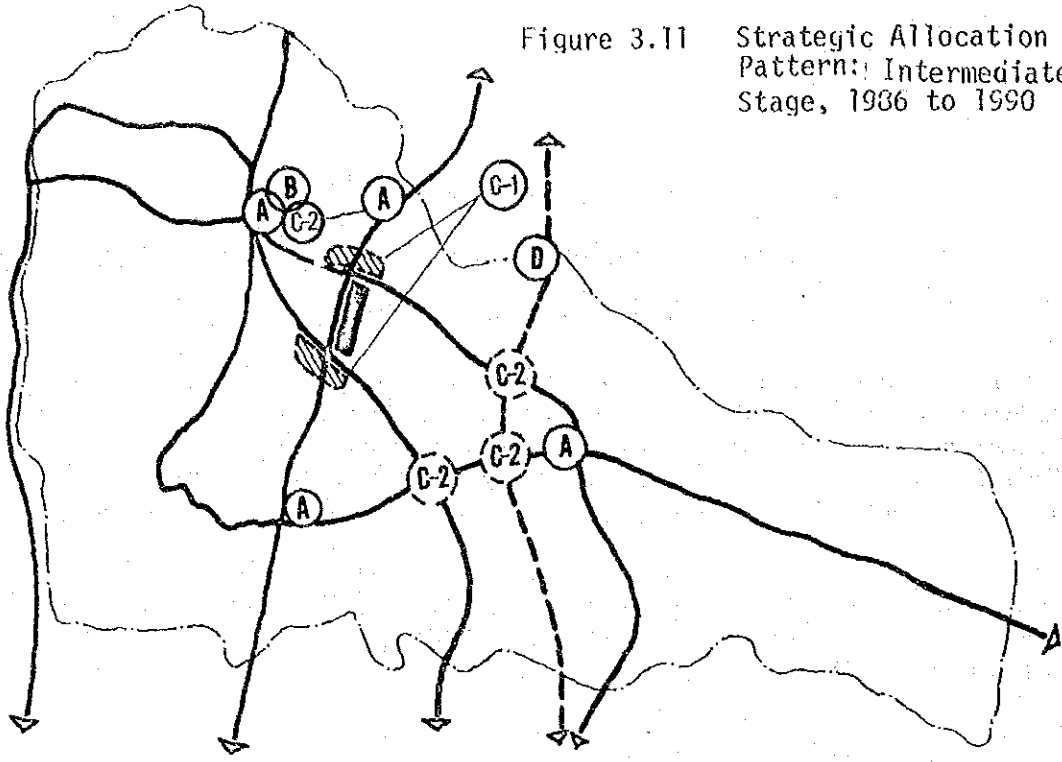 Figure 3.11 Strategic Allocation
Pattern: Intermediate
Stage, 1986 to 1990
B
A
C-2
A
C-1
D
C-2
C-2
C-2
A
A